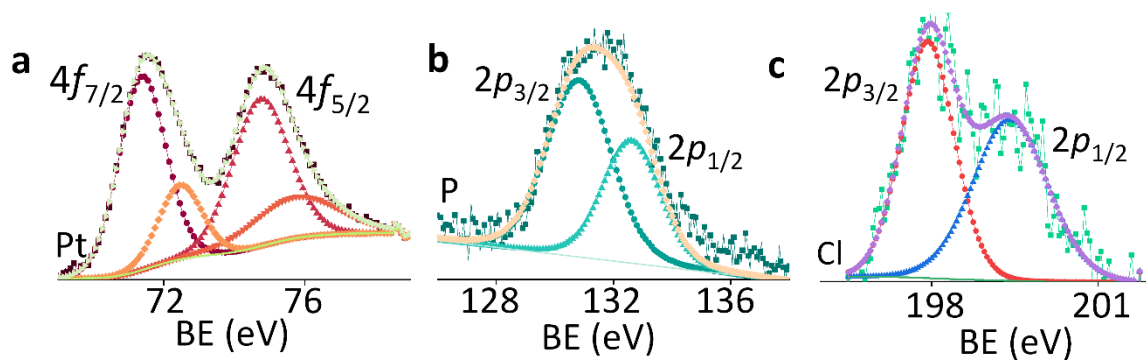 a
4f7/2
4f5/2
Pt
72 76
BE (eV)
b
2p3/2
2p1/2
P
128 132 136
BE (eV)
c
2p3/2
2p1/2
Cl
198 201
BE (eV)